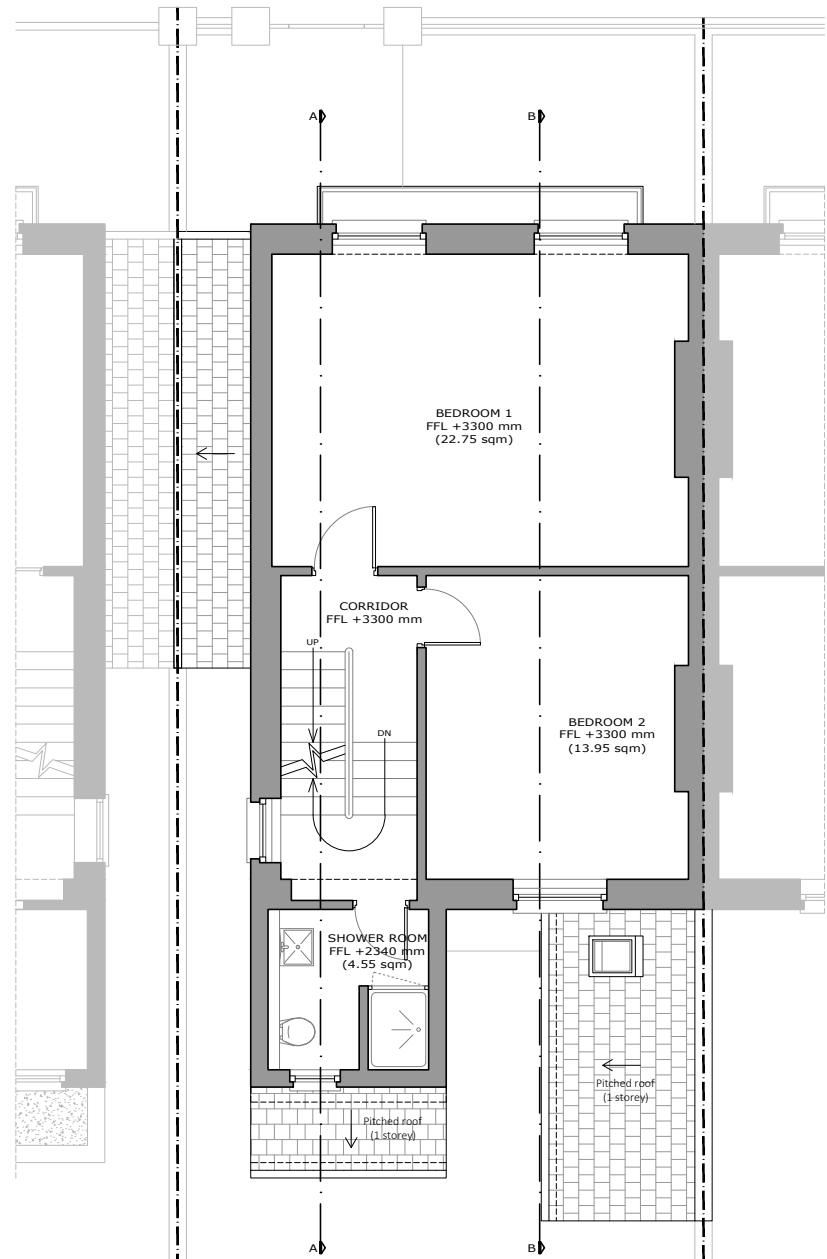 A
B
BEDROOM 1
FFL +3300 mm
(22.75 sqm)
CORRIDOR
FFL +3300 mm
UP
DN
BEDROOM 2
FFL +3300 mm
(13.95 sqm)
SHOWER ROOM
FFL +2340 mm
(4.55 sqm)
Pitched roof
(1 storey)
Pitched roof
(1 storey)
A
B